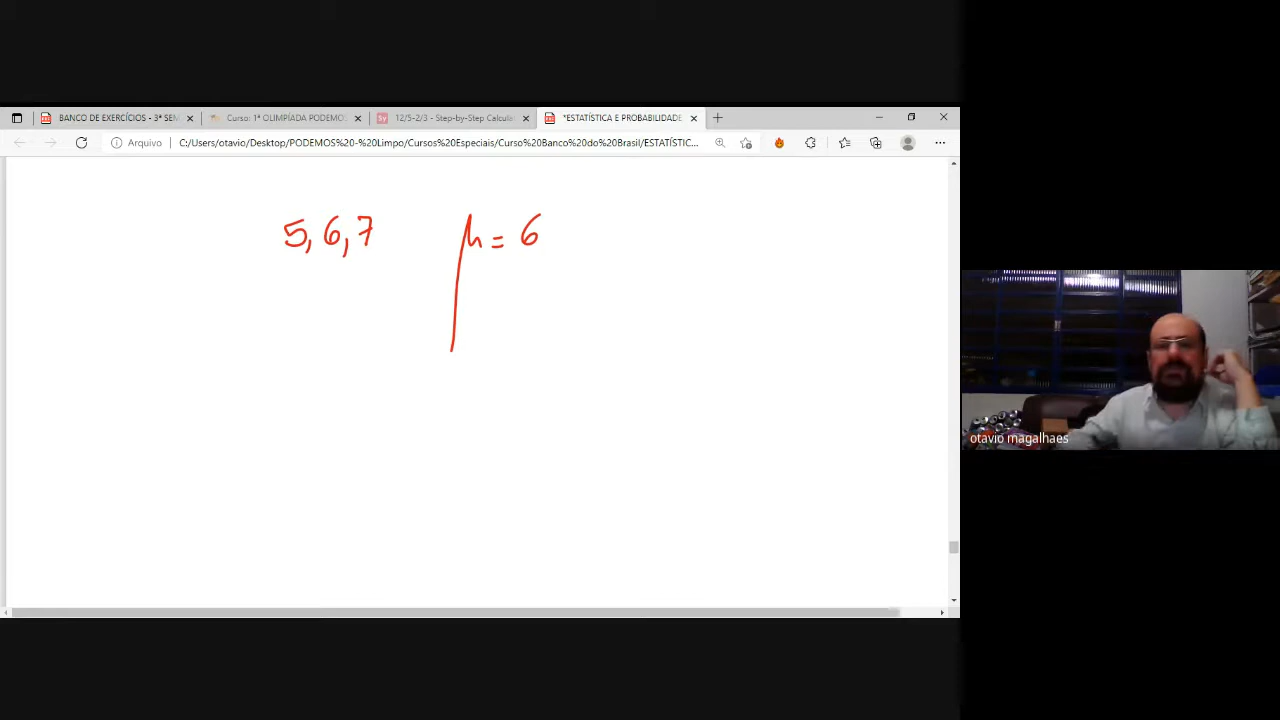 BANCO DE EXERCÍCIOS - 3ª SEM
Curso: 1ª OLIMPÍADA PODEMO
12/5-2/3 - Step-by-Step Calcula
*ESTATÍSTICA E PROBABILIDADE
Arquivo
C:/Users/otavio/Desktop/PODEMOS%20-%20Limpo/Cursos%20Especiais/Curso%20Banco%20do%20Brasil/ESTATÍSTIC...
5, 6, 7 μ = 6
otavio magalhaes